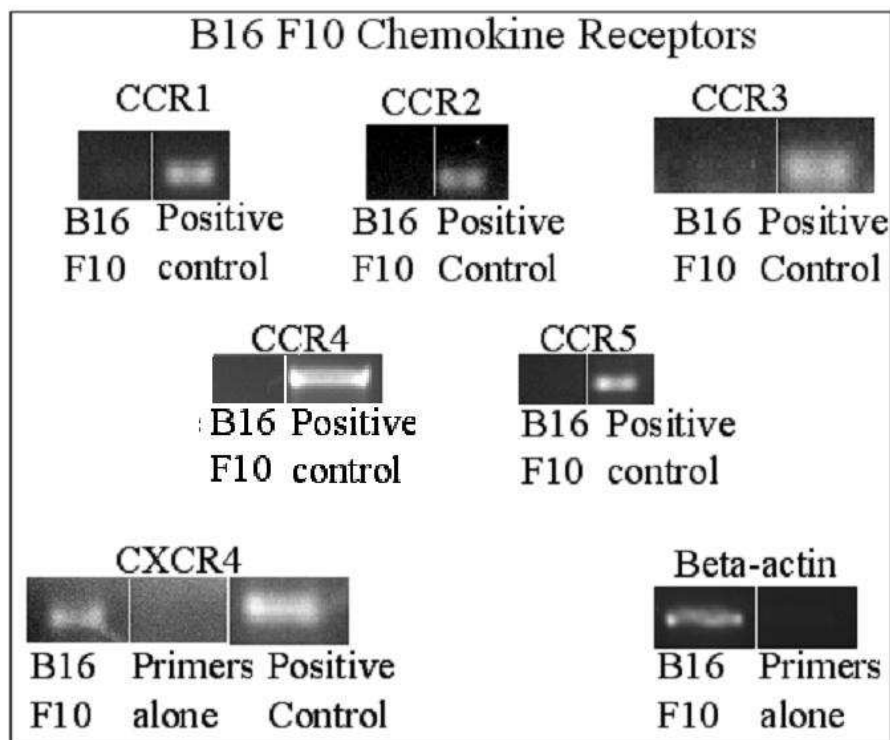 B16 F10 Chemokine Receptors
CCR1
CCR2
CCR3
B16 Positive
F10 control
B16 Positive
F10 Control
B16 Positive
F10 Control
CCR4
CCR5
B16 Positive
F10 control
B16 Positive
F10 control
CXCR4
Beta-actin
B16 Primers Positive
F10 alone Control
B16 Primers
F10 alone